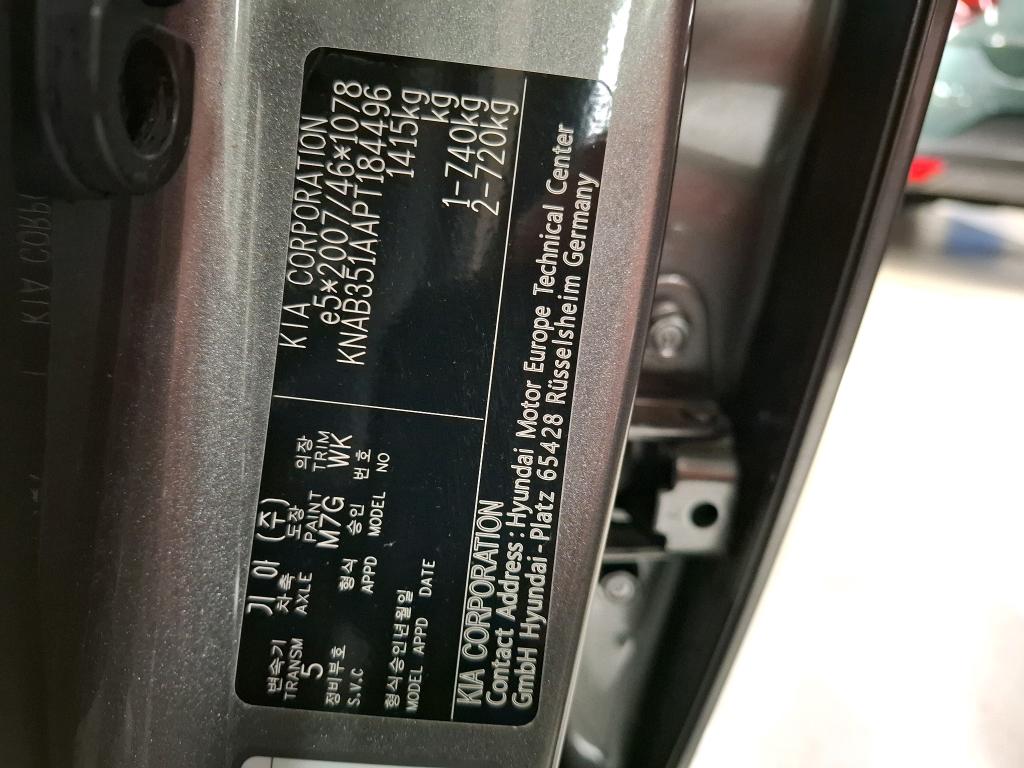 KIA CORPORATION
e5*2007/46*1078
KNAB351AAPT184496
1415kg
kg
1-740kg
2-720kg
기 아 (주)
변속기 차축 도장 의장
TRANSM AXLE PAINT TRIM
5 M7G WK
정비부호 형식 승인 번호
S.V.C APPD MODEL NO
형식승인년월일
MODEL APPD DATE
KIA CORPORATION
Contact Address : Hyundai Motor Europe Technical Center
GmbH Hyundai-Platz 65428 Rüsselsheim Germany